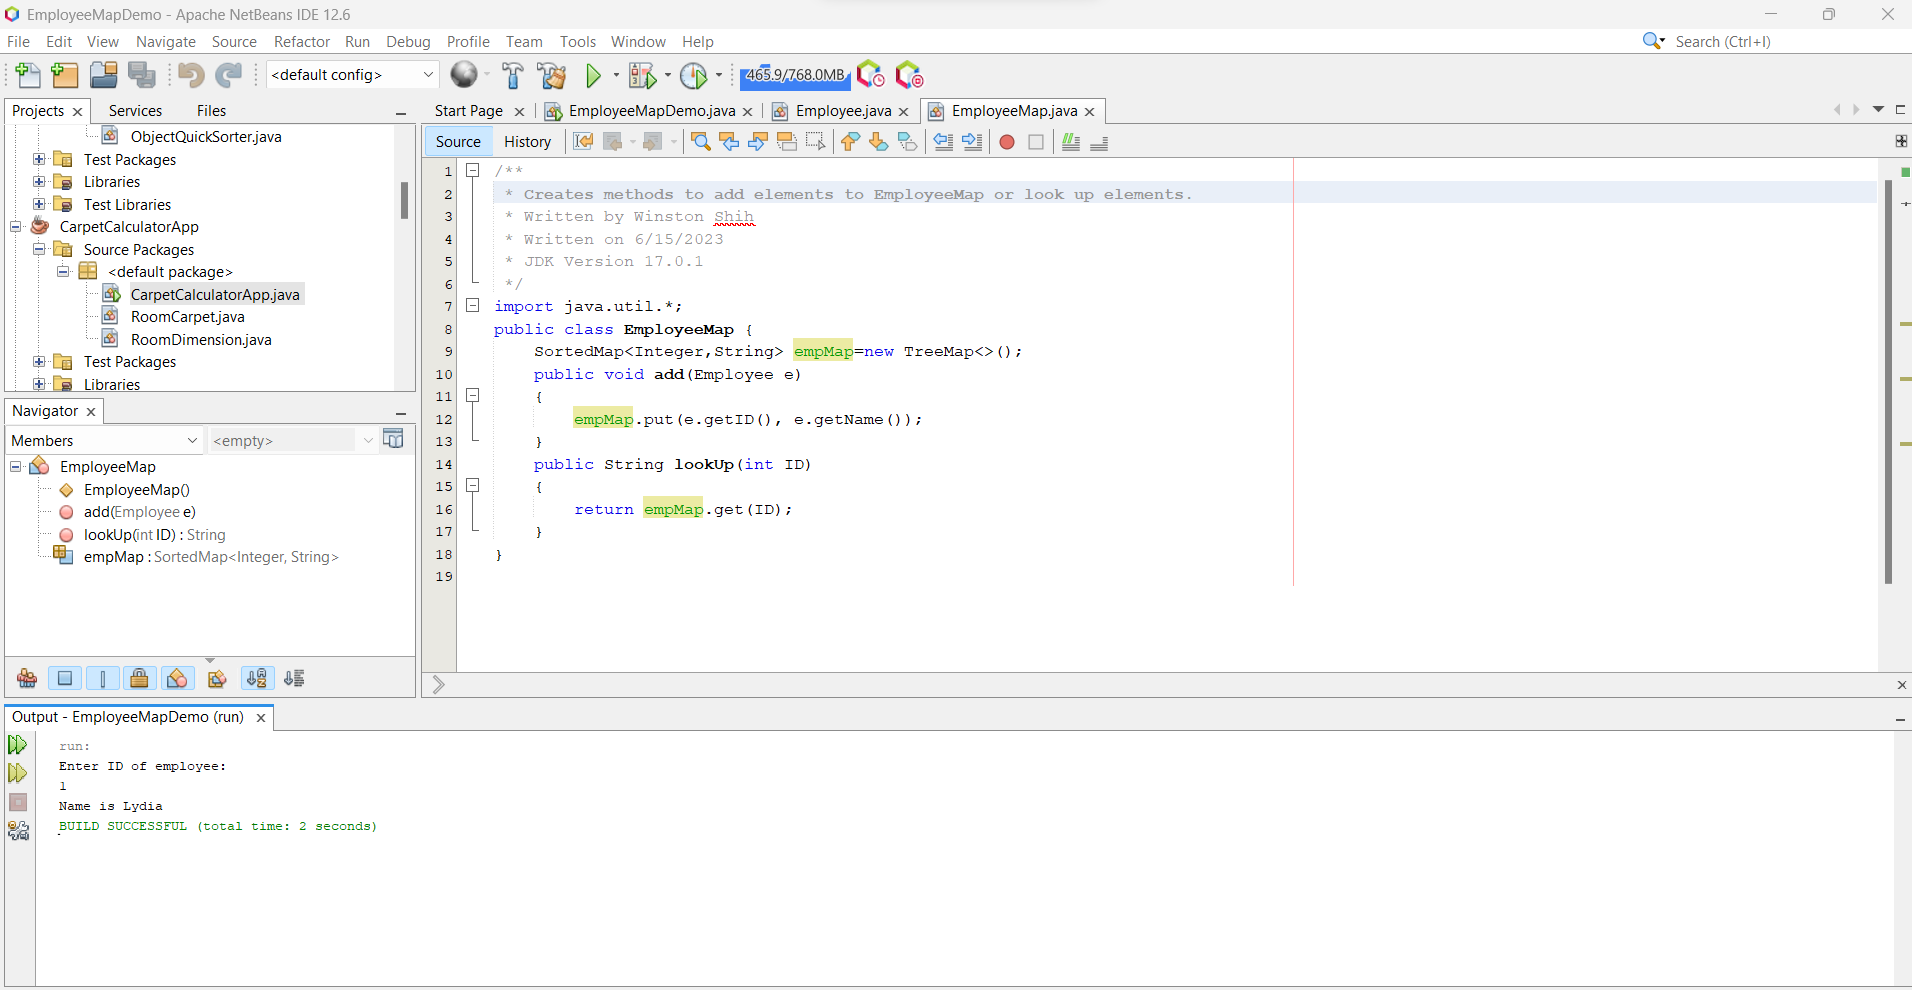 EmployeeMapDemo - Apache NetBeans IDE 12.6
File Edit View Navigate Source Refactor Run Debug Profile Team Tools Window Help
Search (Ctrl+I)
<default config>
465.9/768.0MB
Projects Services Files
ObjectQuickSorter.java
Test Packages
Libraries
Test Libraries
CarpetCalculatorApp
Source Packages
<default package>
CarpetCalculatorApp.java
RoomCarpet.java
RoomDimension.java
Test Packages
Libraries
Navigator
Members
<empty>
EmployeeMap
EmployeeMap()
add(Employee e)
lookUp(int ID) : String
empMap : SortedMap<Integer, String>
Start Page EmployeeMapDemo.java Employee.java EmployeeMap.java
Source History
1 /**
2 * Creates methods to add elements to EmployeeMap or look up elements.
3 * Written by Winston Shih
4 * Written on 6/15/2023
5 * JDK Version 17.0.1
6 */
7 import java.util.*;
8 public class EmployeeMap {
9 SortedMap<Integer,String> empMap=new TreeMap<>();
10 public void add(Employee e)
11 {
12 empMap.put(e.getID(), e.getName());
13 }
14 public String lookUp(int ID)
15 {
16 return empMap.get(ID);
17 }
18 }
19
Output - EmployeeMapDemo (run)
run:
Enter ID of employee:
1
Name is Lydia
BUILD SUCCESSFUL (total time: 2 seconds)